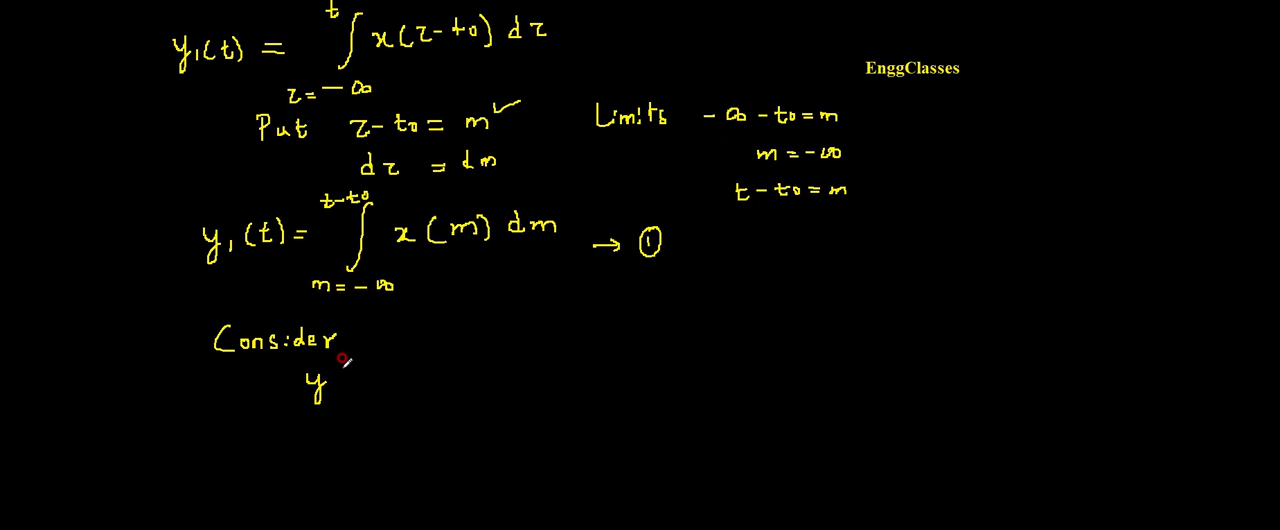 y₁(t) = ∫_{τ=-∞}^{t} x(τ-t₀) dτ
EnggClasses
Put τ-t₀ = m ✓
Limits -∞-t₀=m
dτ = dm
m=-∞
t-t₀=m
y₁(t) = ∫_{m=-∞}^{t-t₀} x(m) dm → ①
Consider
y